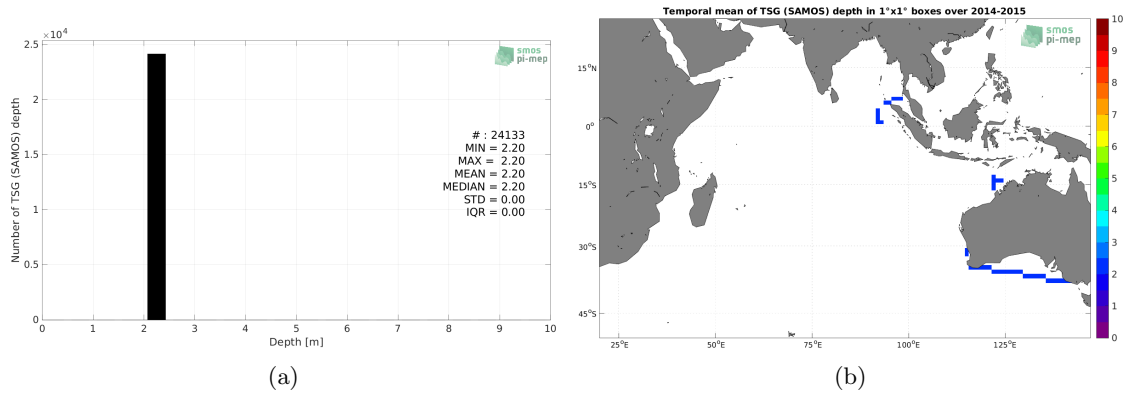 ×10⁴
2.5
2
1.5
1
0.5
0
0 1 2 3 4 5 6 7 8 9 10
Number of TSG (SAMOS) depth
Depth [m]
smos
pi-mep
# : 24133
MIN = 2.20
MAX = 2.20
MEAN = 2.20
MEDIAN = 2.20
STD = 0.00
IQR = 0.00
(a)
Temporal mean of TSG (SAMOS) depth in 1°x1° boxes over 2014-2015
smos
pi-mep
15°N
0°
15°S
30°S
45°S
25°E 50°E 75°E 100°E 125°E
10
9
8
7
6
5
4
3
2
1
0
(b)